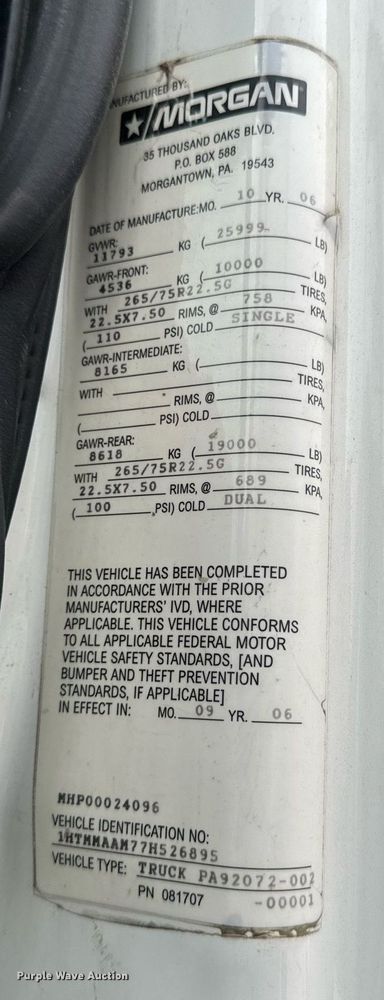 MANUFACTURED BY:
MORGAN
35 THOUSAND OAKS BLVD.
P.O. BOX 588
MORGANTOWN, PA. 19543
DATE OF MANUFACTURE:MO. 10 YR. 06
GVWR:
11793 KG ( 25999 LB)
GAWR-FRONT:
4536 KG ( 10000 LB)
WITH 265/75R22.5G TIRES,
22.5X7.50 RIMS, @ 758 KPA,
( 110 PSI) COLD SINGLE
GAWR-INTERMEDIATE:
8165 KG ( LB)
WITH TIRES,
RIMS, @ KPA,
( PSI) COLD
GAWR-REAR:
8618 KG ( 19000 LB)
WITH 265/75R22.5G TIRES,
22.5X7.50 RIMS, @ 689 KPA,
( 100 PSI) COLD DUAL
THIS VEHICLE HAS BEEN COMPLETED
IN ACCORDANCE WITH THE PRIOR
MANUFACTURERS' IVD, WHERE
APPLICABLE. THIS VEHICLE CONFORMS
TO ALL APPLICABLE FEDERAL MOTOR
VEHICLE SAFETY STANDARDS, [AND
BUMPER AND THEFT PREVENTION
STANDARDS, IF APPLICABLE]
IN EFFECT IN: MO. 09 YR. 06
MHP00024096
VEHICLE IDENTIFICATION NO:
1HTMMAAM77H526895
VEHICLE TYPE: TRUCK PA92072-002
PN 081707 -00001
Purple Wave Auction